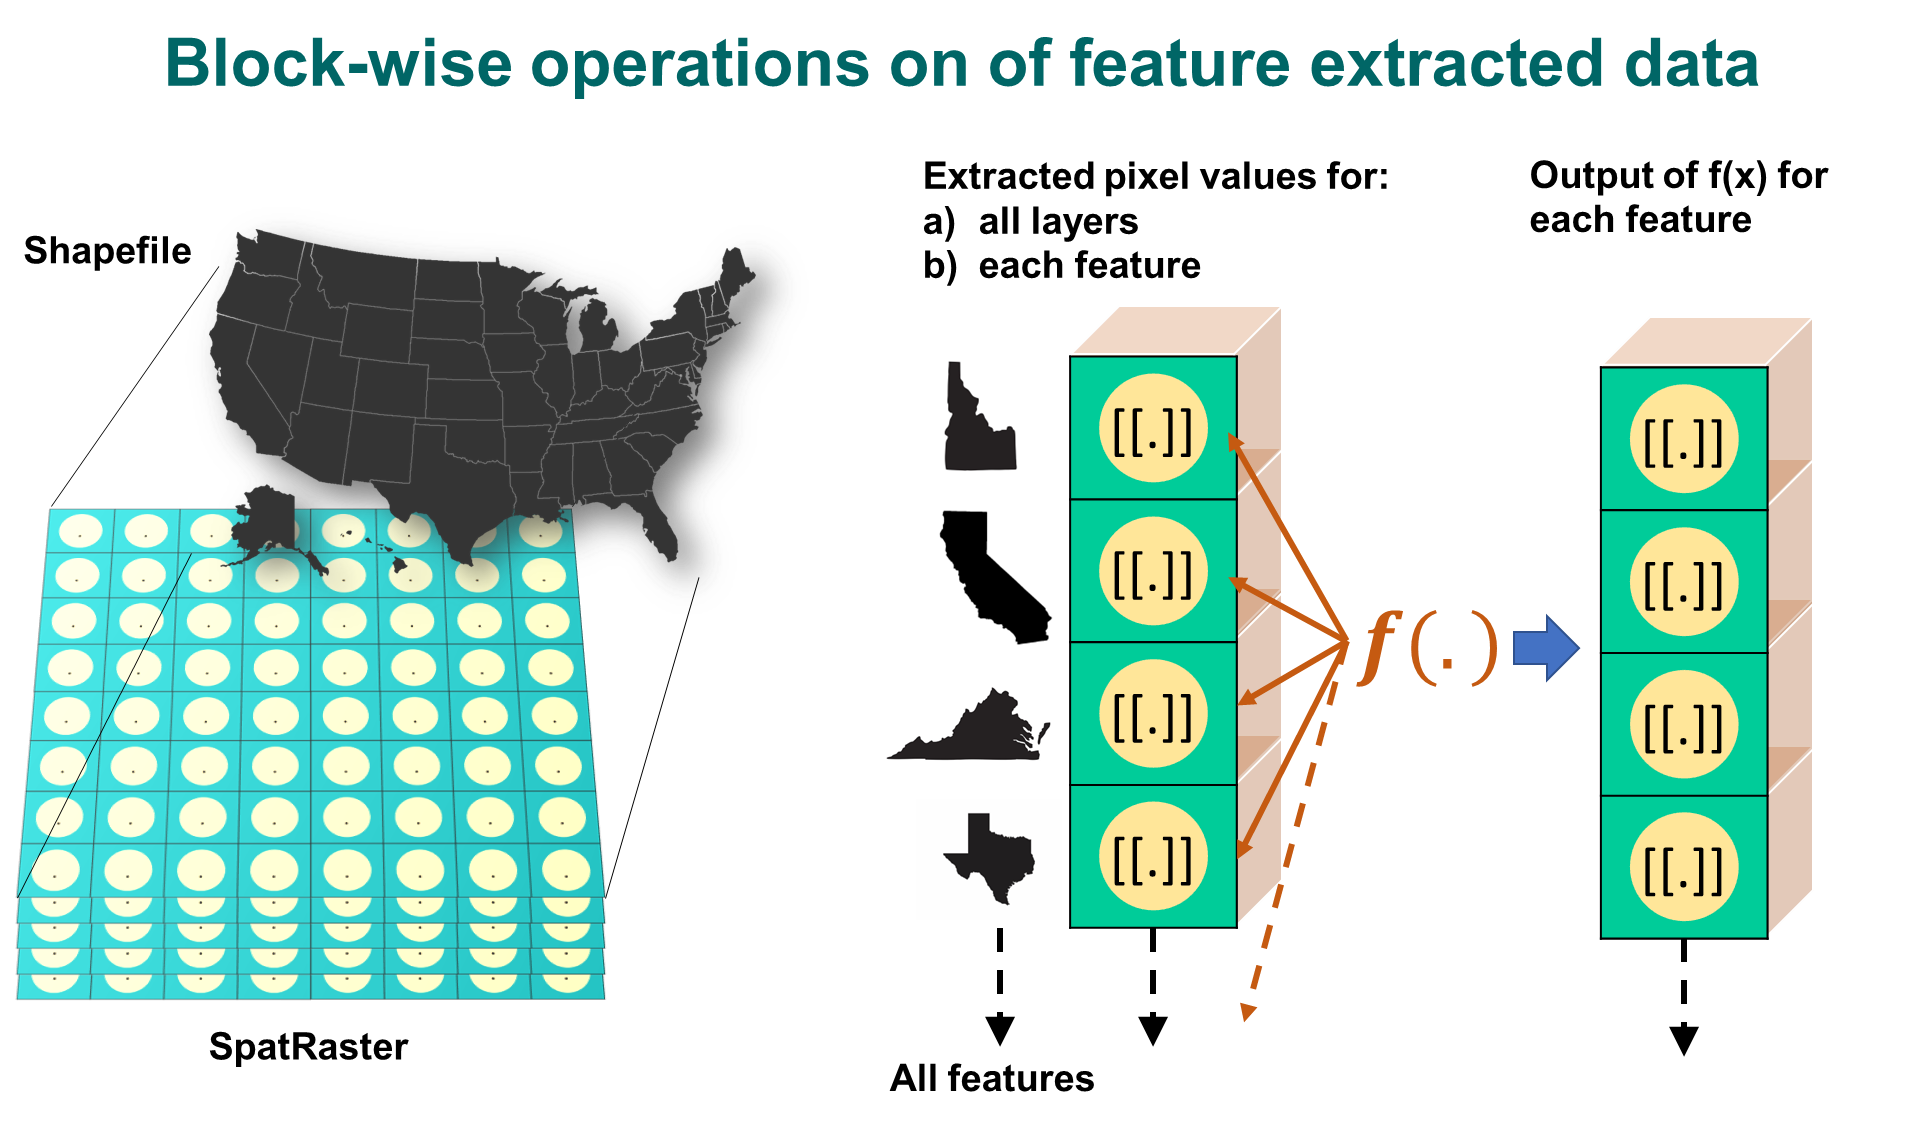 Block-wise operations on of feature extracted data
Shapefile
SpatRaster
Extracted pixel values for:
a) all layers
b) each feature
[[.]]
[[.]]
[[.]]
[[.]]
All features
f(.)
Output of f(x) for
each feature
[[.]]
[[.]]
[[.]]
[[.]]